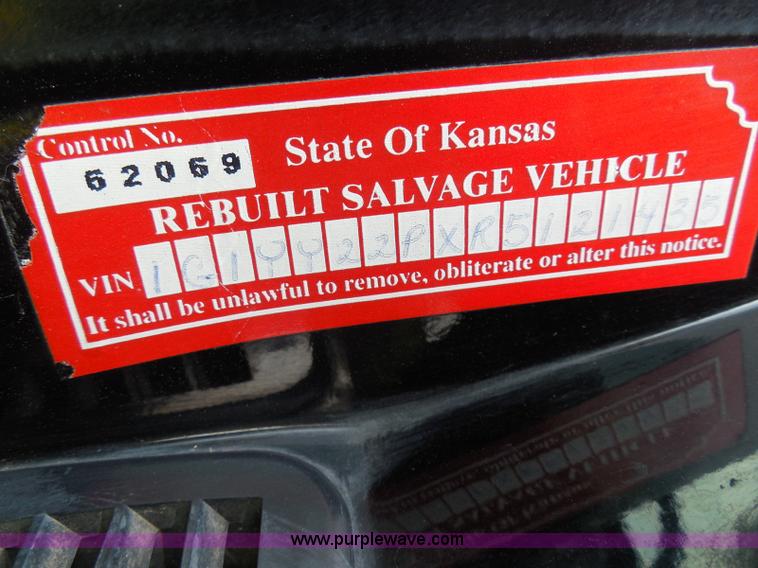 Control No.
62069
State Of Kansas
REBUILT SALVAGE VEHICLE
VIN 1G1YY22PXR5121435
It shall be unlawful to remove, obliterate or alter this notice.
www.purplewave.com